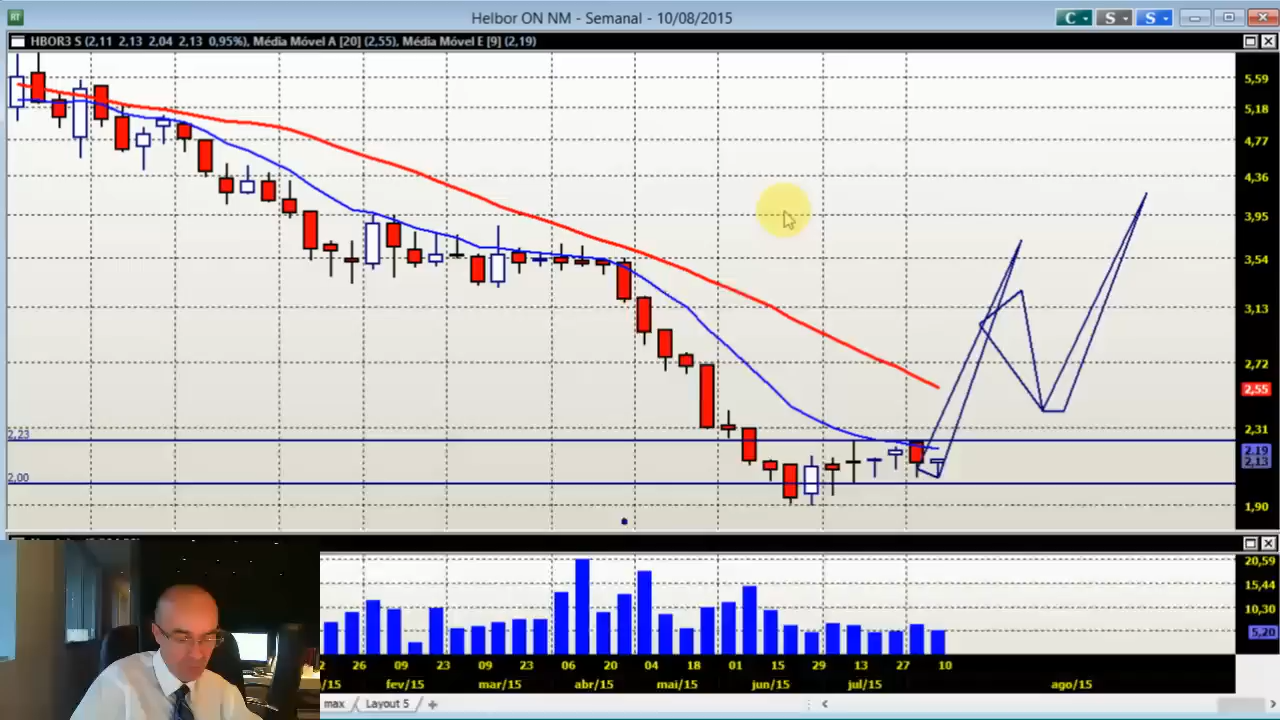 RT
Helbor ON NM - Semanal - 10/08/2015
C S S
HBOR3 S (2,11 2,13 2,04 2,13 0,95%), Média Móvel A [20] (2,55), Média Móvel E [9] (2,19)
5,59
5,18
4,77
4,36
3,95
3,54
3,13
2,72
2,55
2,31
2,23
2,19
2,13
2,00
1,90
20,59
15,44
10,30
5,20
26 09 23 09 23 06 20 04 18 01 15 29 13 27 10
/15 fev/15 mar/15 abr/15 mai/15 jun/15 jul/15 ago/15
max Layout 5